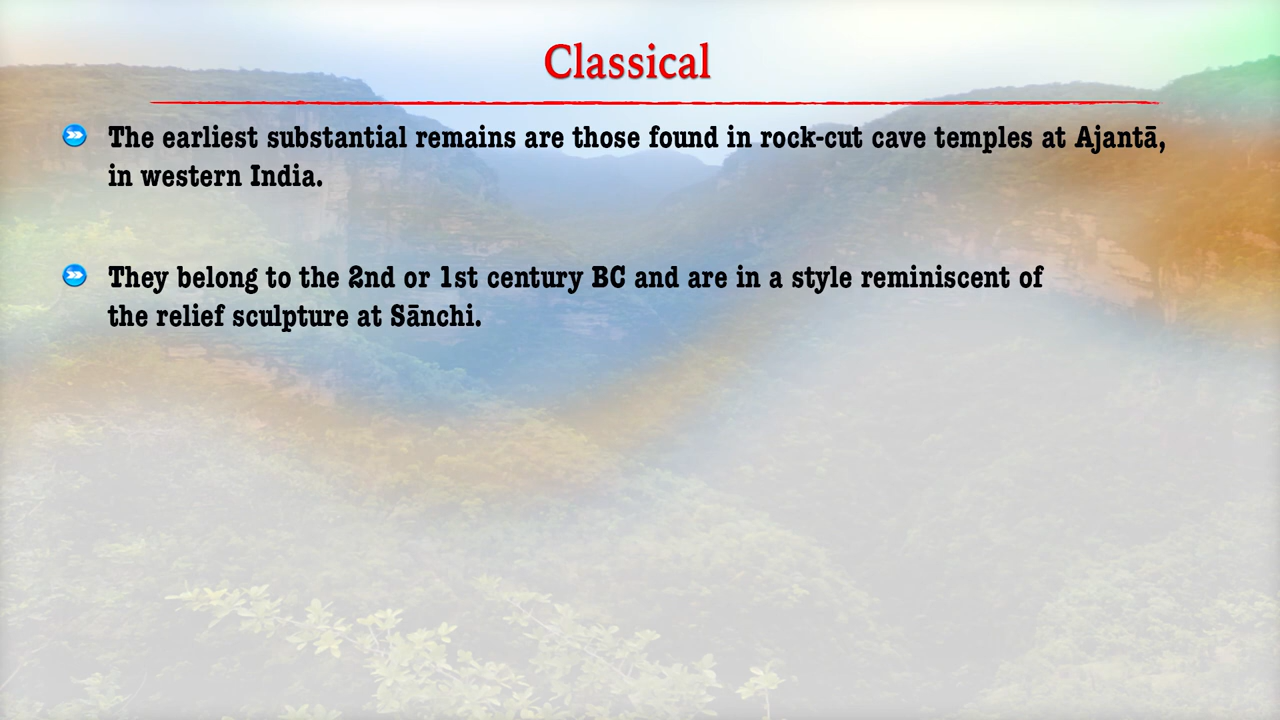 Classical
The earliest substantial remains are those found in rock-cut cave temples at Ajantā,
in western India.
They belong to the 2nd or 1st century BC and are in a style reminiscent of
the relief sculpture at Sānchi.